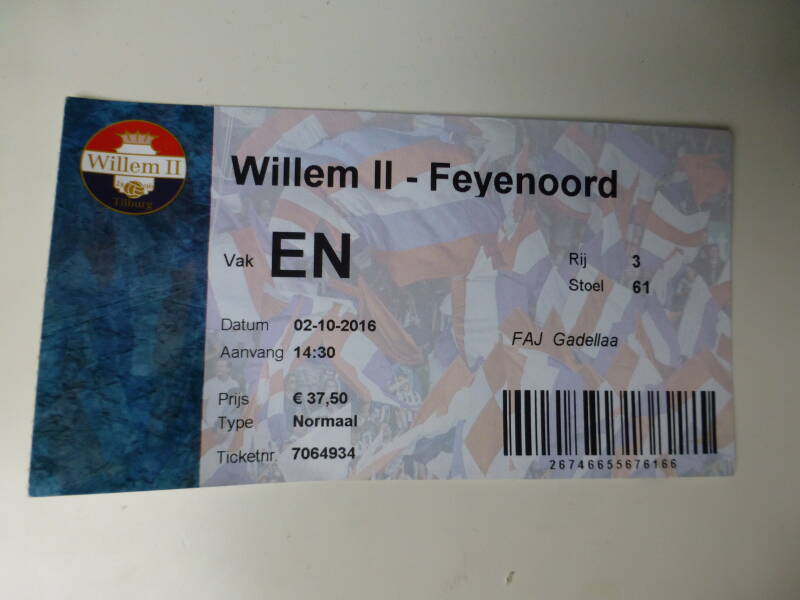 Willem II
Tilburg
Willem II - Feyenoord
Vak EN
Rij 3
Stoel 61
Datum 02-10-2016
Aanvang 14:30
FAJ Gadellaa
Prijs € 37,50
Type Normaal
Ticketnr. 7064934
26746655676166